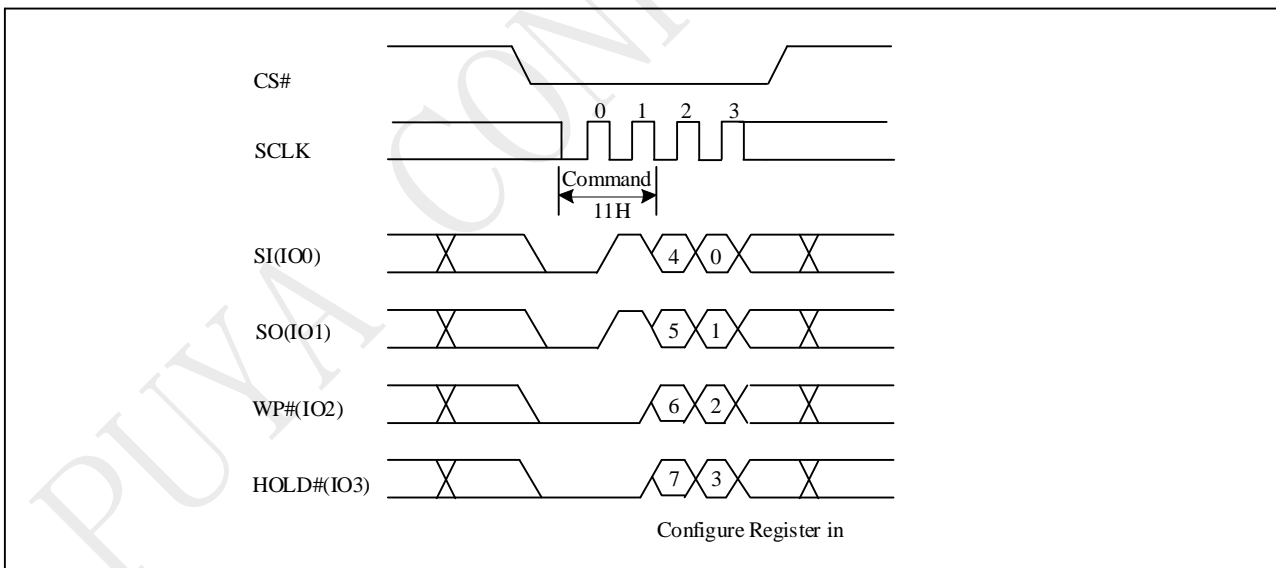 CS#
0 1 2 3
SCLK
Command
11H
SI(IO0)
4 0
SO(IO1)
5 1
WP#(IO2)
6 2
HOLD#(IO3)
7 3
Configure Register in
PUYA